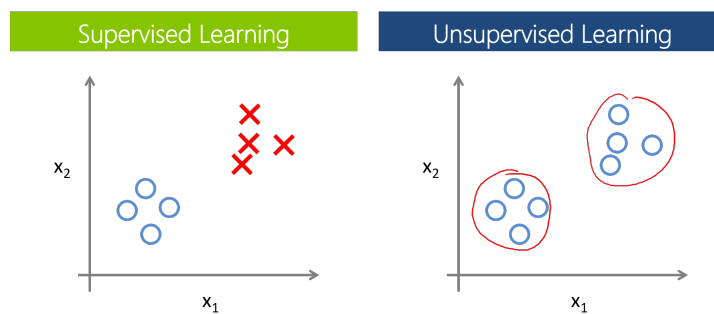 Supervised Learning
Unsupervised Learning
x2
x1
x2
x1